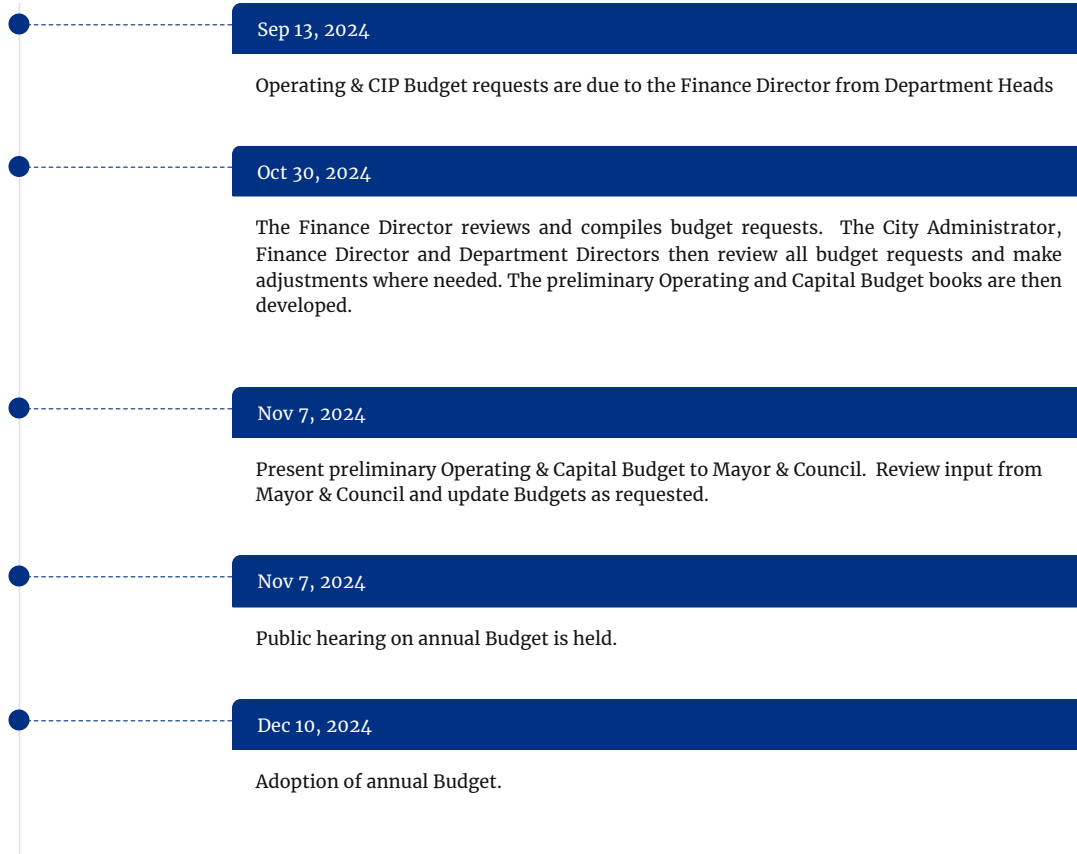 Sep 13, 2024
Operating & CIP Budget requests are due to the Finance Director from Department Heads
Oct 30, 2024
The Finance Director reviews and compiles budget requests.  The City Administrator,
Finance Director and Department Directors then review all budget requests and make
adjustments where needed. The preliminary Operating and Capital Budget books are then
developed.
Nov 7, 2024
Present preliminary Operating & Capital Budget to Mayor & Council.  Review input from
Mayor & Council and update Budgets as requested.
Nov 7, 2024
Public hearing on annual Budget is held.
Dec 10, 2024
Adoption of annual Budget.